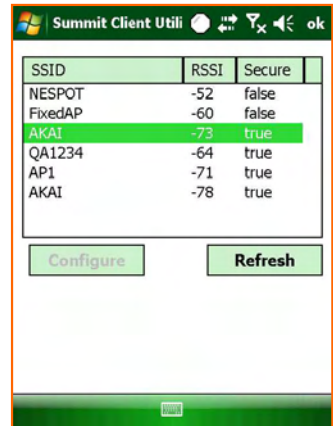 Summit Client Utili ok
SSID RSSI Secure
NESPOT -52 false
FixedAP -60 false
AKAI -73 true
QA1234 -64 true
AP1 -71 true
AKAI -78 true
Configure Refresh